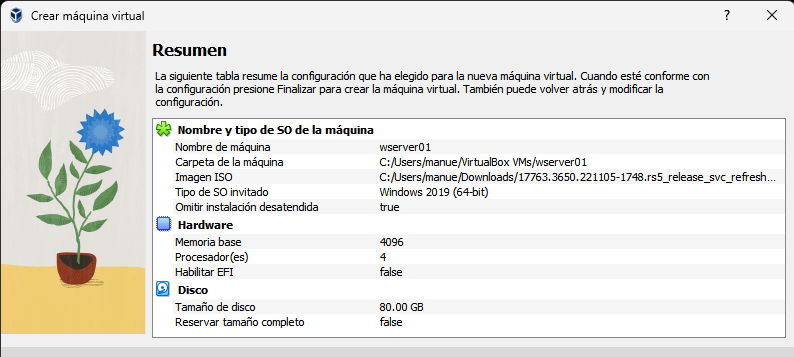 Crear máquina virtual
?
Resumen
La siguiente tabla resume la configuración que ha elegido para la nueva máquina virtual. Cuando esté conforme con
la configuración presione Finalizar para crear la máquina virtual. También puede volver atrás y modificar la
configuración.
Nombre y tipo de SO de la máquina
Nombre de máquina wserver01
Carpeta de la máquina C:/Users/manue/VirtualBox VMs/wserver01
Imagen ISO C:/Users/manue/Downloads/17763.3650.221105-1748.rs5_release_svc_refresh...
Tipo de SO invitado Windows 2019 (64-bit)
Omitir instalación desatendida true
Hardware
Memoria base 4096
Procesador(es) 4
Habilitar EFI false
Disco
Tamaño de disco 80.00 GB
Reservar tamaño completo false